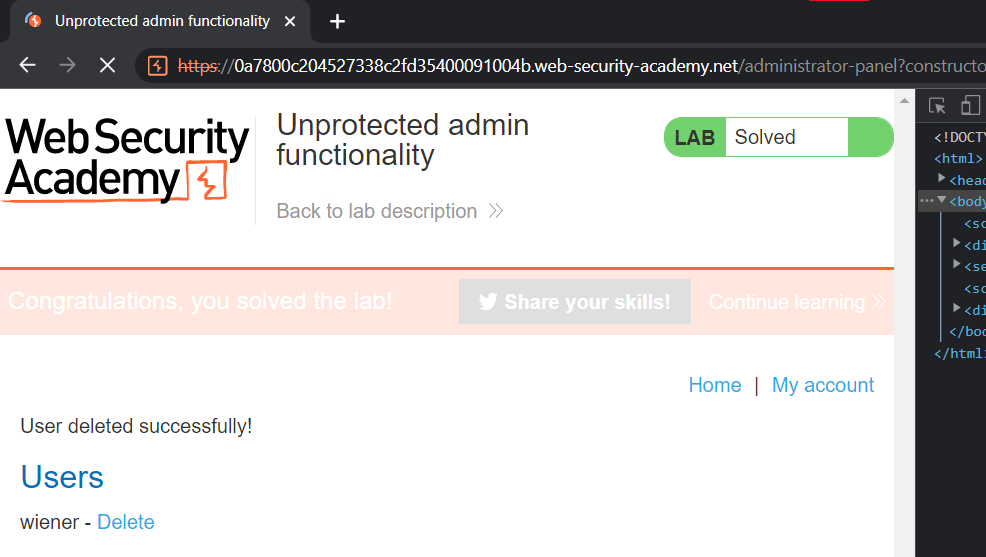 Unprotected admin functionality
https://0a7800c204527338c2fd35400091004b.web-security-academy.net/administrator-panel?constructo
Web Security
Academy
Unprotected admin
functionality
LAB Solved
Back to lab description
Congratulations, you solved the lab!
Share your skills!
Continue learning
Home | My account
User deleted successfully!
Users
wiener - Delete
<!DOCTY
<html>
<head
<body
<sc
<di
<se
<sc
<di
</boo
</html>